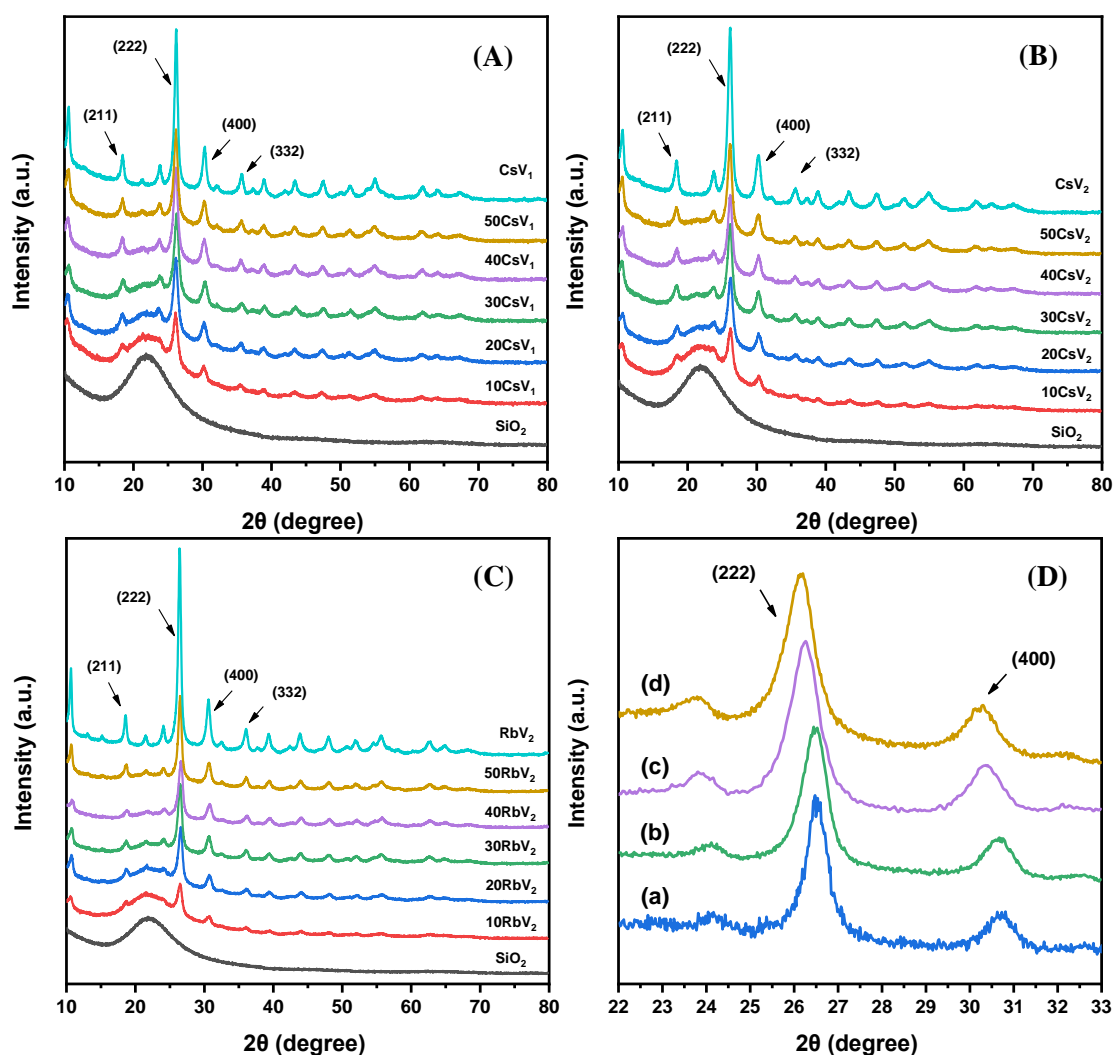 (A)
(222)
(211)
(400)
(332)
CsV₁
50CsV₁
40CsV₁
30CsV₁
20CsV₁
10CsV₁
SiO₂
Intensity (a.u.)
10 20 30 40 50 60 70 80
2θ (degree)
(B)
(222)
(211)
(400)
(332)
CsV₂
50CsV₂
40CsV₂
30CsV₂
20CsV₂
10CsV₂
SiO₂
Intensity (a.u.)
10 20 30 40 50 60 70 80
2θ (degree)
(C)
(222)
(211)
(400)
(332)
RbV₂
50RbV₂
40RbV₂
30RbV₂
20RbV₂
10RbV₂
SiO₂
Intensity (a.u.)
10 20 30 40 50 60 70 80
2θ (degree)
(D)
(222)
(400)
(d)
(c)
(b)
(a)
Intensity (a.u.)
22 23 24 25 26 27 28 29 30 31 32 33
2θ (degree)